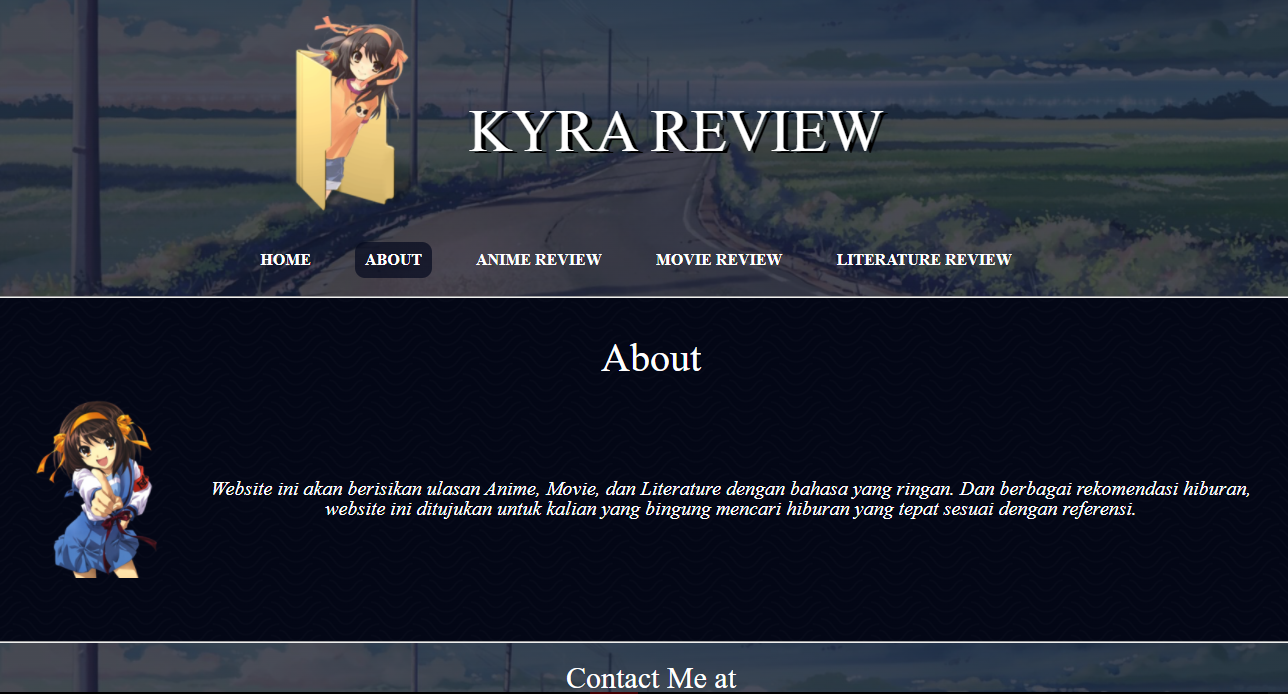 KYRA REVIEW
HOME ABOUT ANIME REVIEW MOVIE REVIEW LITERATURE REVIEW
About
Website ini akan berisikan ulasan Anime, Movie, dan Literature dengan bahasa yang ringan. Dan berbagai rekomendasi hiburan,
website ini ditujukan untuk kalian yang bingung mencari hiburan yang tepat sesuai dengan referensi.
Contact Me at